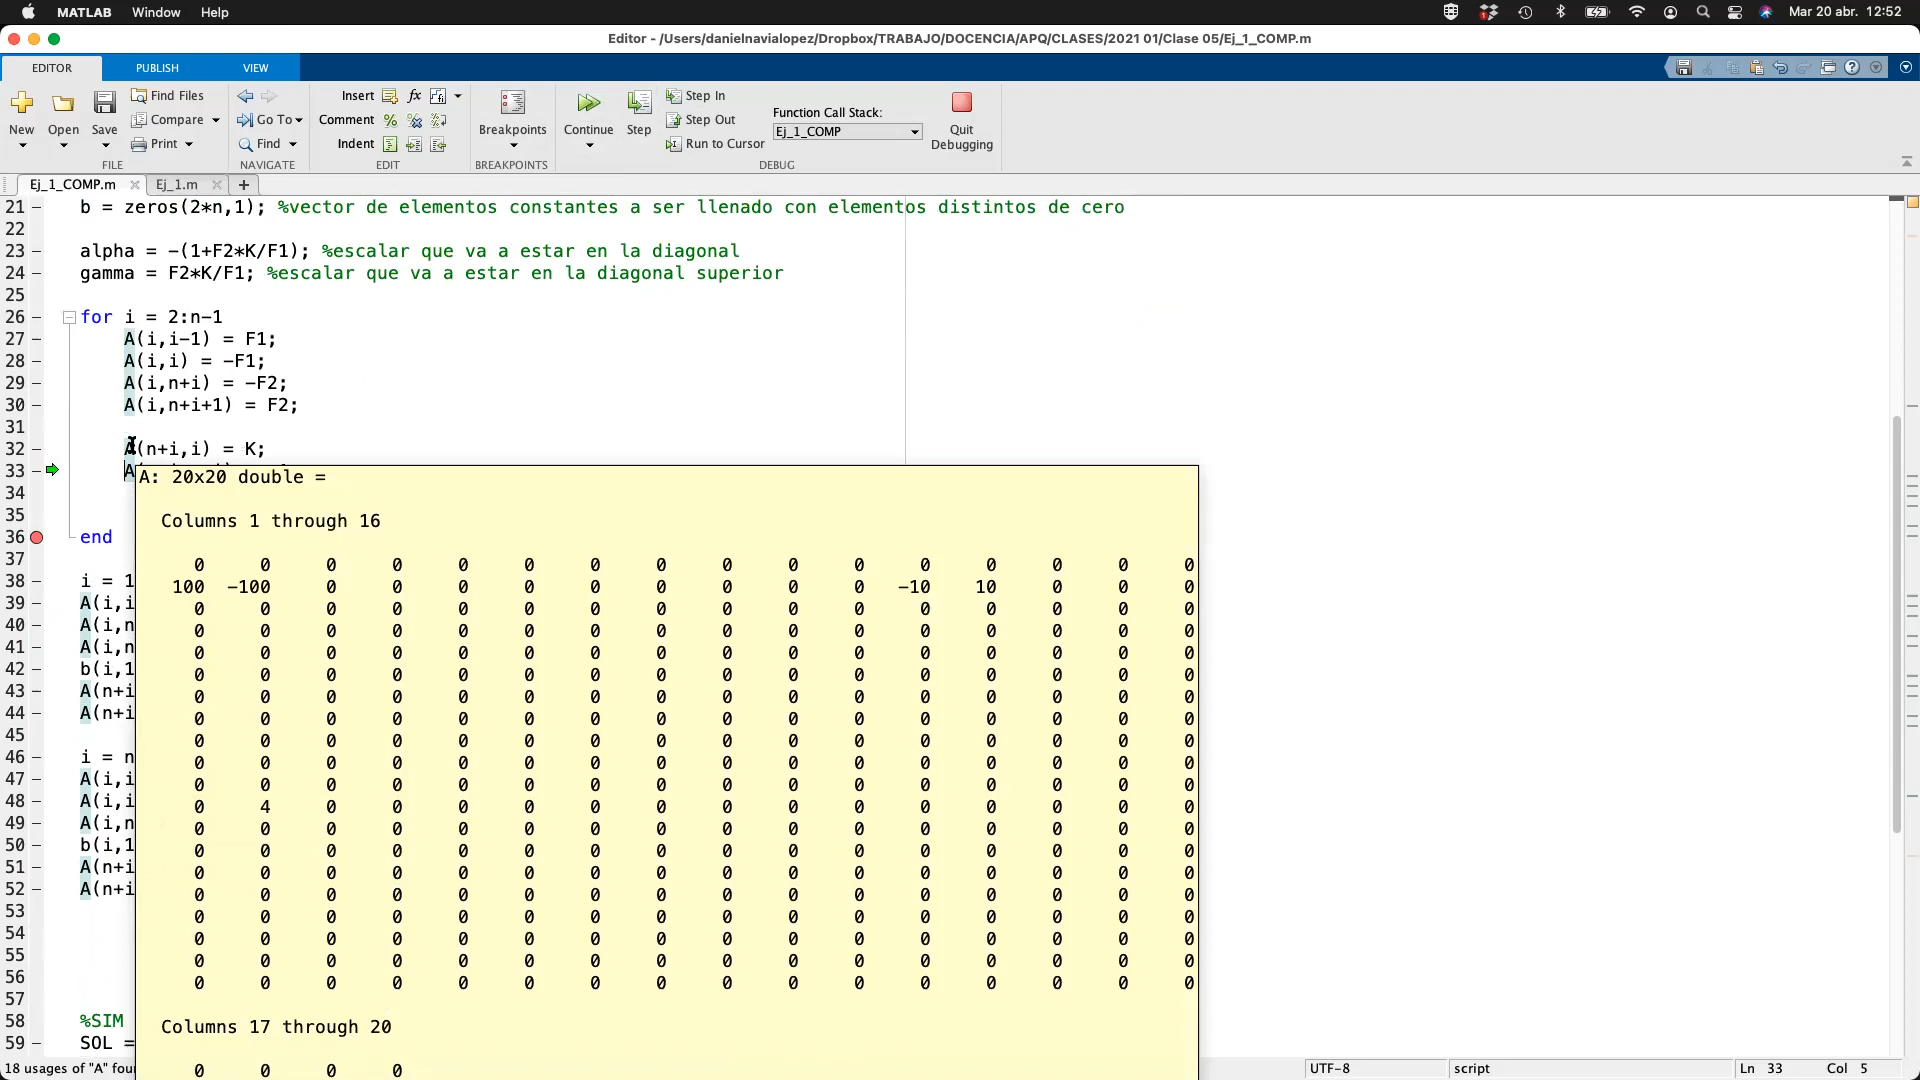 MATLAB Window Help Mar 20 abr. 12:52
Editor - /Users/danielnavialopez/Dropbox/TRABAJO/DOCENCIA/APQ/CLASES/2021 01/Clase 05/Ej_1_COMP.m
EDITOR PUBLISH VIEW
New Open Save Find Files Compare Print
Go To Find
Insert Comment Indent
Breakpoints
Continue Step Step In Step Out Run to Cursor
Function Call Stack:
Ej_1_COMP
Quit Debugging
FILE NAVIGATE EDIT BREAKPOINTS DEBUG
Ej_1_COMP.m Ej_1.m
21 b = zeros(2*n,1); %vector de elementos constantes a ser llenado con elementos distintos de cero
22
23 alpha = -(1+F2*K/F1); %escalar que va a estar en la diagonal
24 gamma = F2*K/F1; %escalar que va a estar en la diagonal superior
25
26 for i = 2:n-1
27 A(i,i-1) = F1;
28 A(i,i) = -F1;
29 A(i,n+i) = -F2;
30 A(i,n+i+1) = F2;
31
32 A(n+i,i) = K;
33 A
34
35
36 end
37
38 i = 1
39 A(i,i
40 A(i,n
41 A(i,n
42 b(i,1
43 A(n+i
44 A(n+i
45
46 i = n
47 A(i,i
48 A(i,i
49 A(i,n
50 b(i,1
51 A(n+i
52 A(n+i
53
54
55
56
57
58 %SIM
59 SOL =
A: 20x20 double =
Columns 1 through 16
0 0 0 0 0 0 0 0 0 0 0 0 0 0 0 0
100 -100 0 0 0 0 0 0 0 0 0 -10 10 0 0 0
0 0 0 0 0 0 0 0 0 0 0 0 0 0 0 0
0 0 0 0 0 0 0 0 0 0 0 0 0 0 0 0
0 0 0 0 0 0 0 0 0 0 0 0 0 0 0 0
0 0 0 0 0 0 0 0 0 0 0 0 0 0 0 0
0 0 0 0 0 0 0 0 0 0 0 0 0 0 0 0
0 0 0 0 0 0 0 0 0 0 0 0 0 0 0 0
0 0 0 0 0 0 0 0 0 0 0 0 0 0 0 0
0 0 0 0 0 0 0 0 0 0 0 0 0 0 0 0
0 0 0 0 0 0 0 0 0 0 0 0 0 0 0 0
0 4 0 0 0 0 0 0 0 0 0 0 0 0 0 0
0 0 0 0 0 0 0 0 0 0 0 0 0 0 0 0
0 0 0 0 0 0 0 0 0 0 0 0 0 0 0 0
0 0 0 0 0 0 0 0 0 0 0 0 0 0 0 0
0 0 0 0 0 0 0 0 0 0 0 0 0 0 0 0
0 0 0 0 0 0 0 0 0 0 0 0 0 0 0 0
0 0 0 0 0 0 0 0 0 0 0 0 0 0 0 0
0 0 0 0 0 0 0 0 0 0 0 0 0 0 0 0
0 0 0 0 0 0 0 0 0 0 0 0 0 0 0 0
Columns 17 through 20
0 0 0 0
18 usages of "A" fou
UTF-8 script Ln 33 Col 5